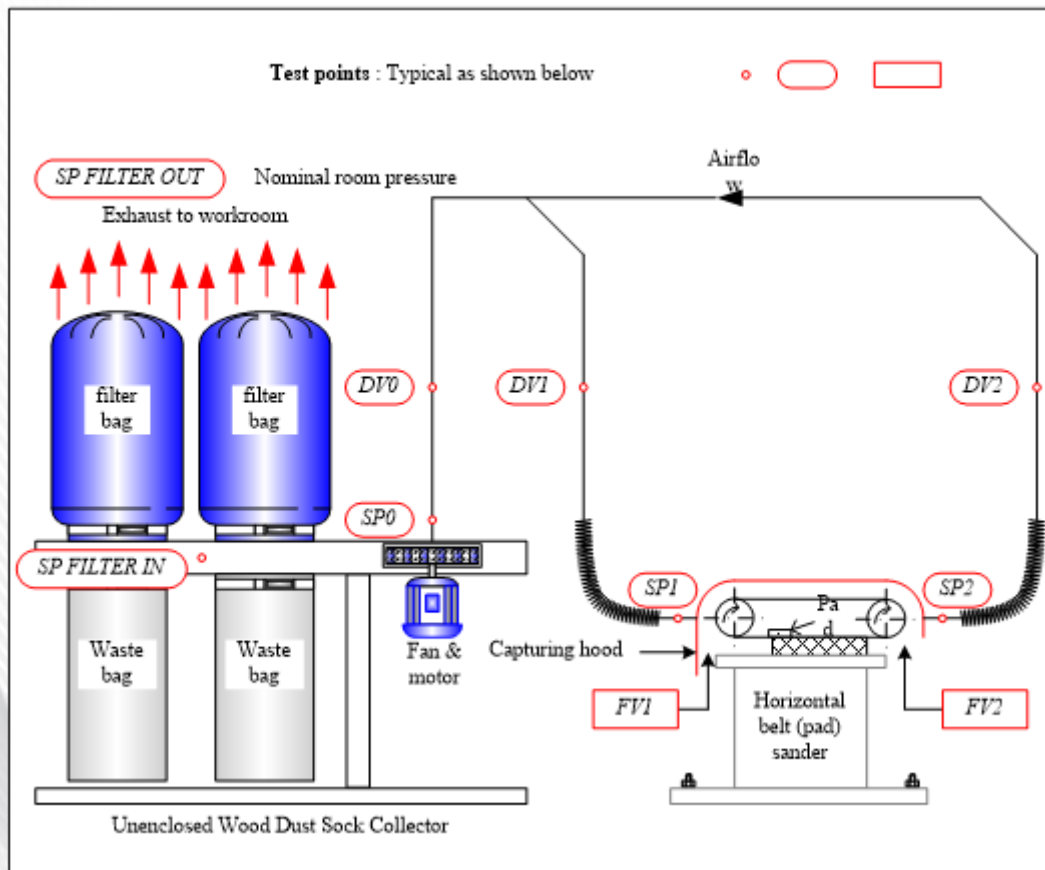 Test points : Typical as shown below
SP FILTER OUT
Nominal room pressure
Airflo
w
Exhaust to workroom
filter
bag
filter
bag
DV0
DV1
DV2
SP0
SP FILTER IN
SP1
SP2
Pa
d
Waste
bag
Waste
bag
Fan &
motor
Capturing hood
FV1
Horizontal
belt (pad)
sander
FV2
Unenclosed Wood Dust Sock Collector